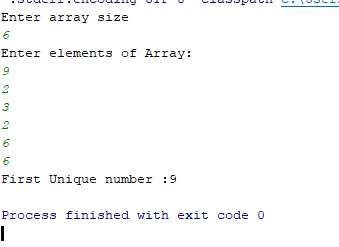 Enter array size
6
Enter elements of Array:
9
2
3
2
6
6
First Unique number :9
Process finished with exit code 0